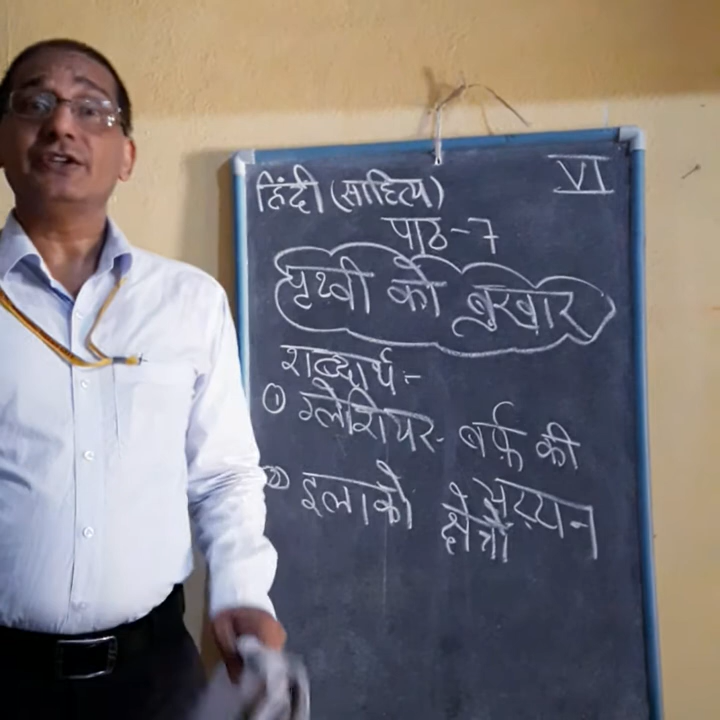 हिंदी (साहित्य)
VI
पाठ-7
पृथ्वी को बुखार
शब्दार्थ-
① ग्लेशियर- बर्फ़ की
② इलाको क्षेत्रों